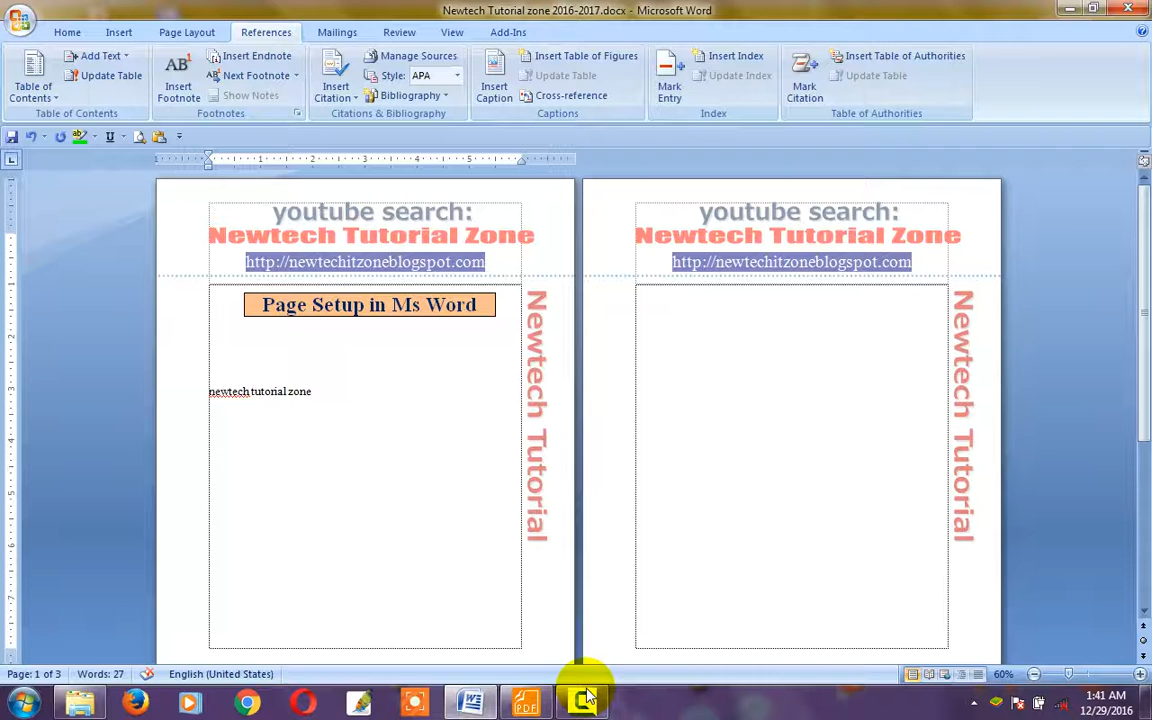 Newtech Tutorial zone 2016-2017.docx - Microsoft Word
Home Insert Page Layout References Mailings Review View Add-Ins
Table of Contents
Add Text
Update Table
Table of Contents
AB¹
Insert Footnote
Insert Endnote
Next Footnote
Show Notes
Footnotes
Insert Citation
Manage Sources
Style: APA
Bibliography
Citations & Bibliography
Insert Caption
Insert Table of Figures
Update Table
Cross-reference
Captions
Mark Entry
Insert Index
Update Index
Index
Mark Citation
Insert Table of Authorities
Update Table
Table of Authorities
youtube search:
Newtech Tutorial Zone
http://newtechitzoneblogspot.com
Page Setup in Ms Word
newtech tutorial zone
Newtech Tutorial
youtube search:
Newtech Tutorial Zone
http://newtechitzoneblogspot.com
Newtech Tutorial
Page: 1 of 3 Words: 27 English (United States) 60%
PDF
1:41 AM
12/29/2016